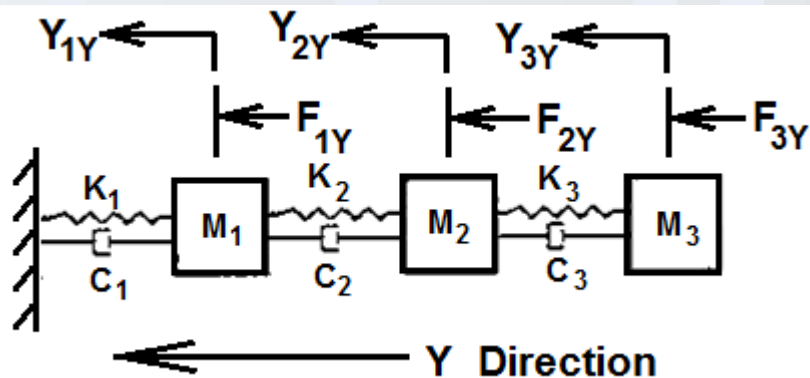 Y1Y Y2Y Y3Y
F1Y F2Y F3Y
K1 K2 K3
M1 M2 M3
C1 C2 C3
Y Direction